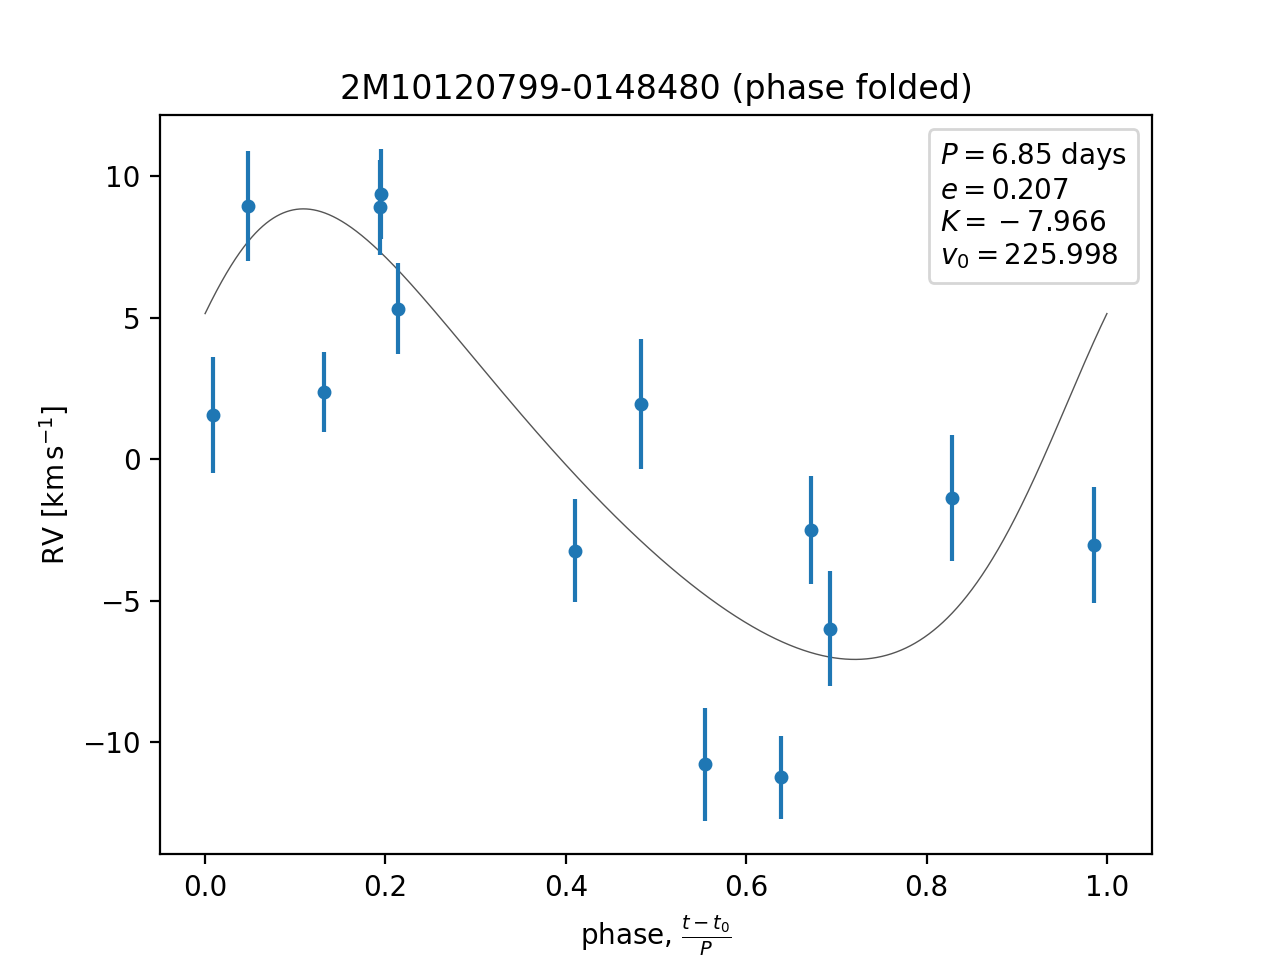 2M10120799-0148480 (phase folded)
P = 6.85 days
e = 0.207
K = −7.966
v₀ = 225.998
10
5
0
−5
−10
RV [km s⁻¹]
0.0 0.2 0.4 0.6 0.8 1.0
phase, (t − t₀)/P